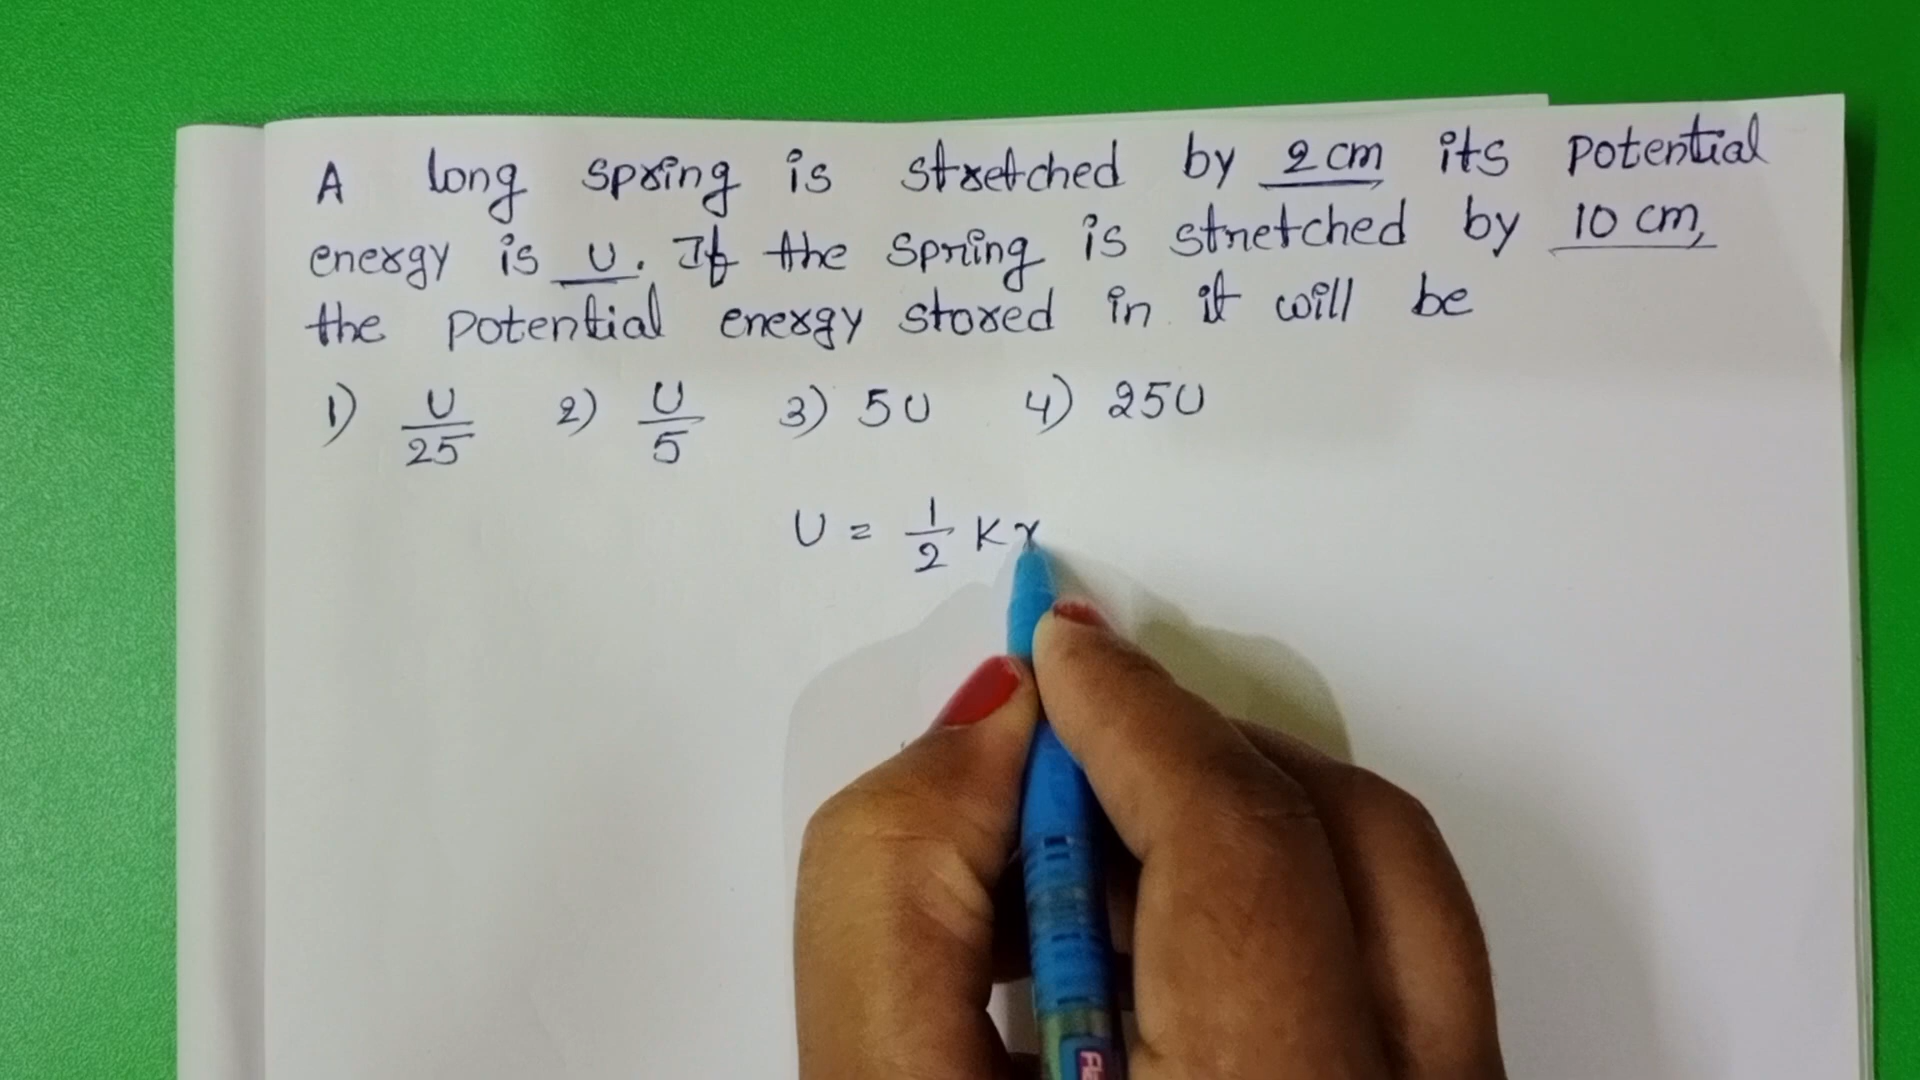 A long spring is stretched by 2 cm its potential
energy is U. If the spring is stretched by 10 cm,
the potential energy stored in it will be
1) U/25 2) U/5 3) 5U 4) 25U
U = 1/2 Kx